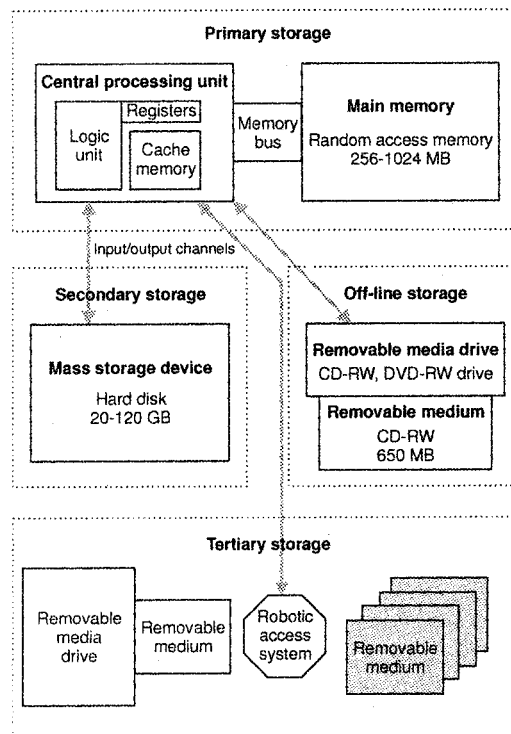 Primary storage
Central processing unit
Registers
Logic
unit
Cache
memory
Memory
bus
Main memory
Random access memory
256-1024 MB
Input/output channels
Secondary storage
Mass storage device
Hard disk
20-120 GB
Off-line storage
Removable media drive
CD-RW, DVD-RW drive
Removable medium
CD-RW
650 MB
Tertiary storage
Removable
media
drive
Removable
medium
Robotic
access
system
Removable
medium